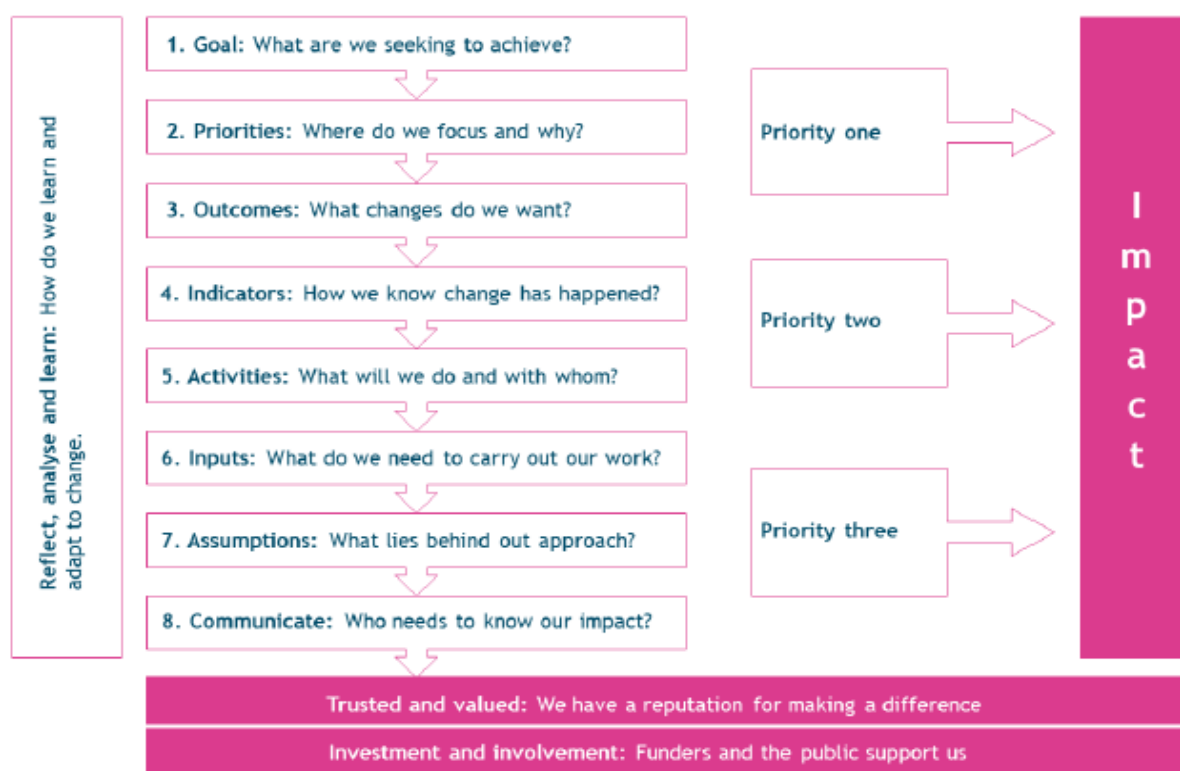 Reflect, analyse and learn: How do we learn and
adapt to change.
1. Goal: What are we seeking to achieve?
2. Priorities: Where do we focus and why?
3. Outcomes: What changes do we want?
4. Indicators: How we know change has happened?
5. Activities: What will we do and with whom?
6. Inputs: What do we need to carry out our work?
7. Assumptions: What lies behind out approach?
8. Communicate: Who needs to know our impact?
Priority one
Priority two
Priority three
Impact
Trusted and valued: We have a reputation for making a difference
Investment and involvement: Funders and the public support us